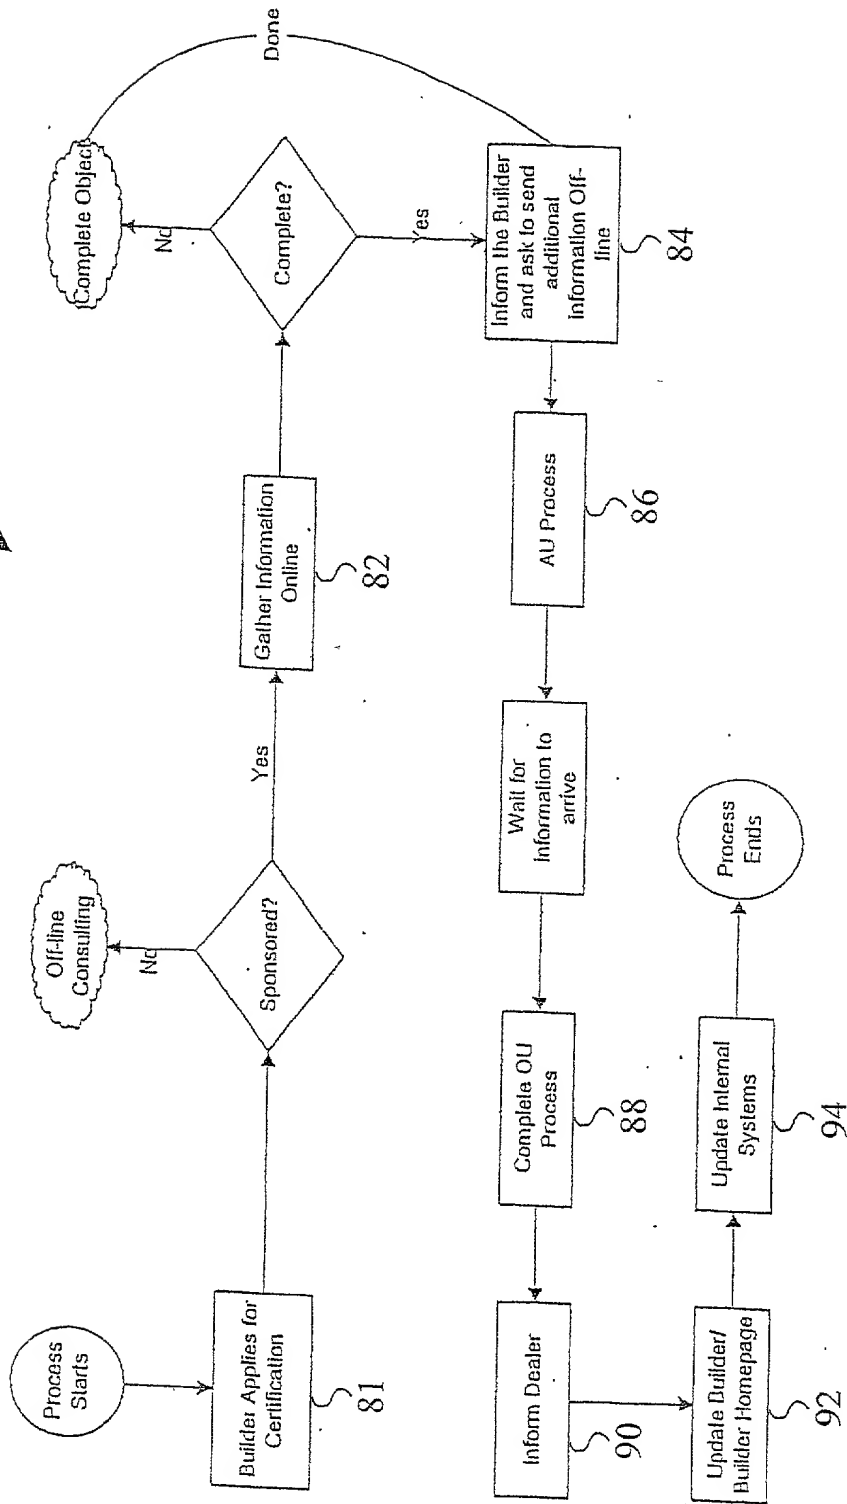 Process
Starts
Builder Applies for
Certification
81
Sponsored?
No
Off-line
Consulting
Yes
Gather Information
Online
82
Complete?
No
Complete Object
Done
Yes
Inform the Builder
and ask to send
additional
information Off-
line
84
AU Process
86
Wait for
Information to
arrive
Complete OU
Process
88
Inform Dealer
90
Update Builder/
Builder Homepage
92
Update Internal
Systems
94
Process
Ends